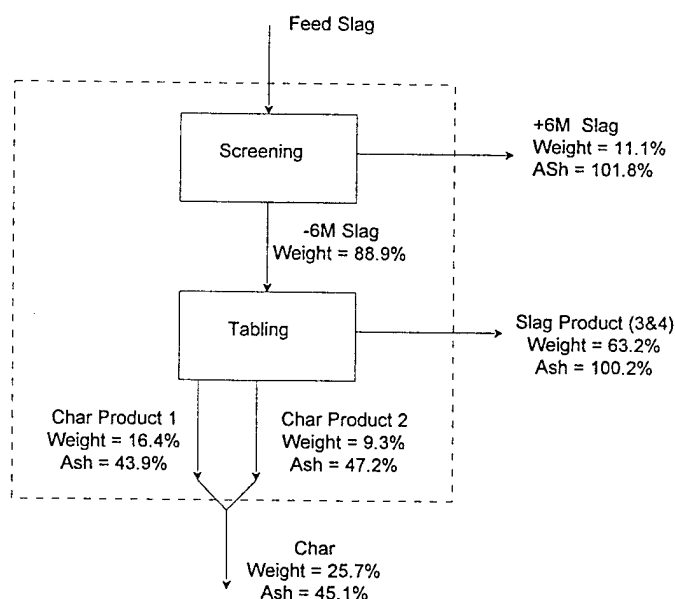 Feed Slag
Screening
+6M Slag
Weight = 11.1%
ASh = 101.8%
-6M Slag
Weight = 88.9%
Tabling
Slag Product (3&4)
Weight = 63.2%
Ash = 100.2%
Char Product 1
Weight = 16.4%
Ash = 43.9%
Char Product 2
Weight = 9.3%
Ash = 47.2%
Char
Weight = 25.7%
Ash = 45.1%